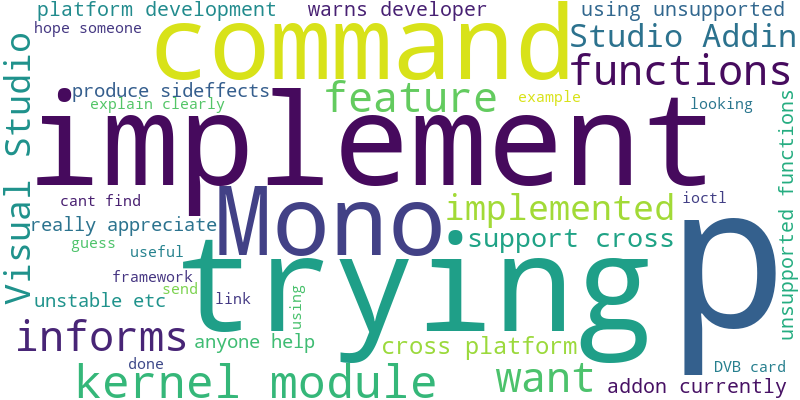 platform development
warns developer
using unsupported
hope someone
command
Studio Addin
functions
produce sideffects
feature
explain clearly
example
looking
Visual Studio
implement
unsupported functions
cant find
Mono
implemented
ioctl
p
really appreciate
support cross
guess
useful
trying
framework
send
link
using
unstable etc
informs
anyone help
cross platform
done
kernel module
want
DVB card
addon currently